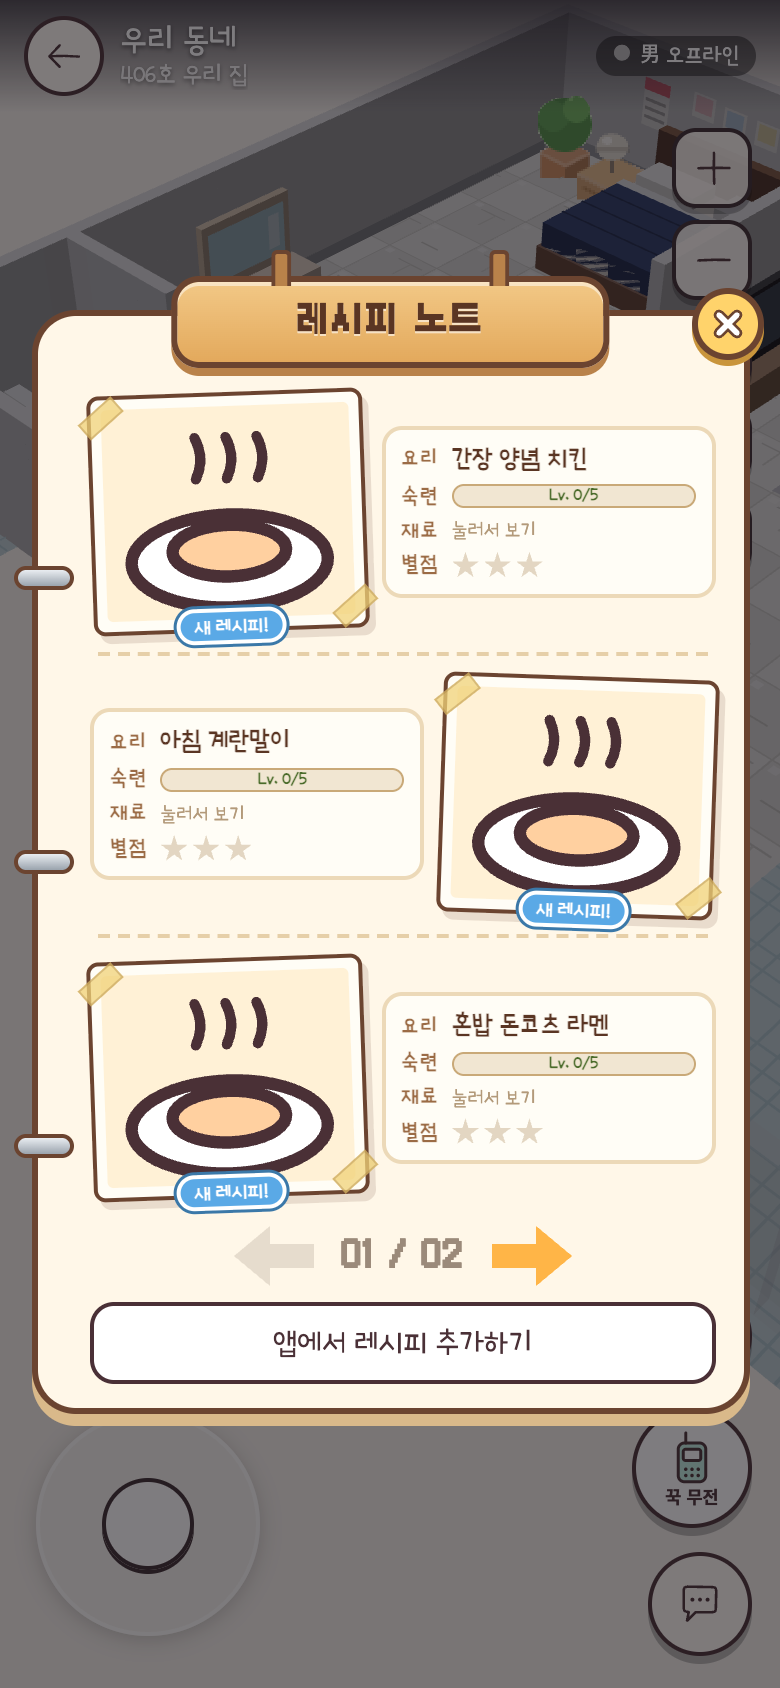 우리 동네
406호 우리 집
男 오프라인
레시피 노트
요리 간장 양념 치킨
숙련 Lv. 0/5
재료 눌러서 보기
별점 ★★★
새 레시피!
요리 아침 계란말이
숙련 Lv. 0/5
재료 눌러서 보기
별점 ★★★
새 레시피!
요리 혼밥 돈코츠 라멘
숙련 Lv. 0/5
재료 눌러서 보기
별점 ★★★
새 레시피!
01 / 02
앱에서 레시피 추가하기
꾹 무전